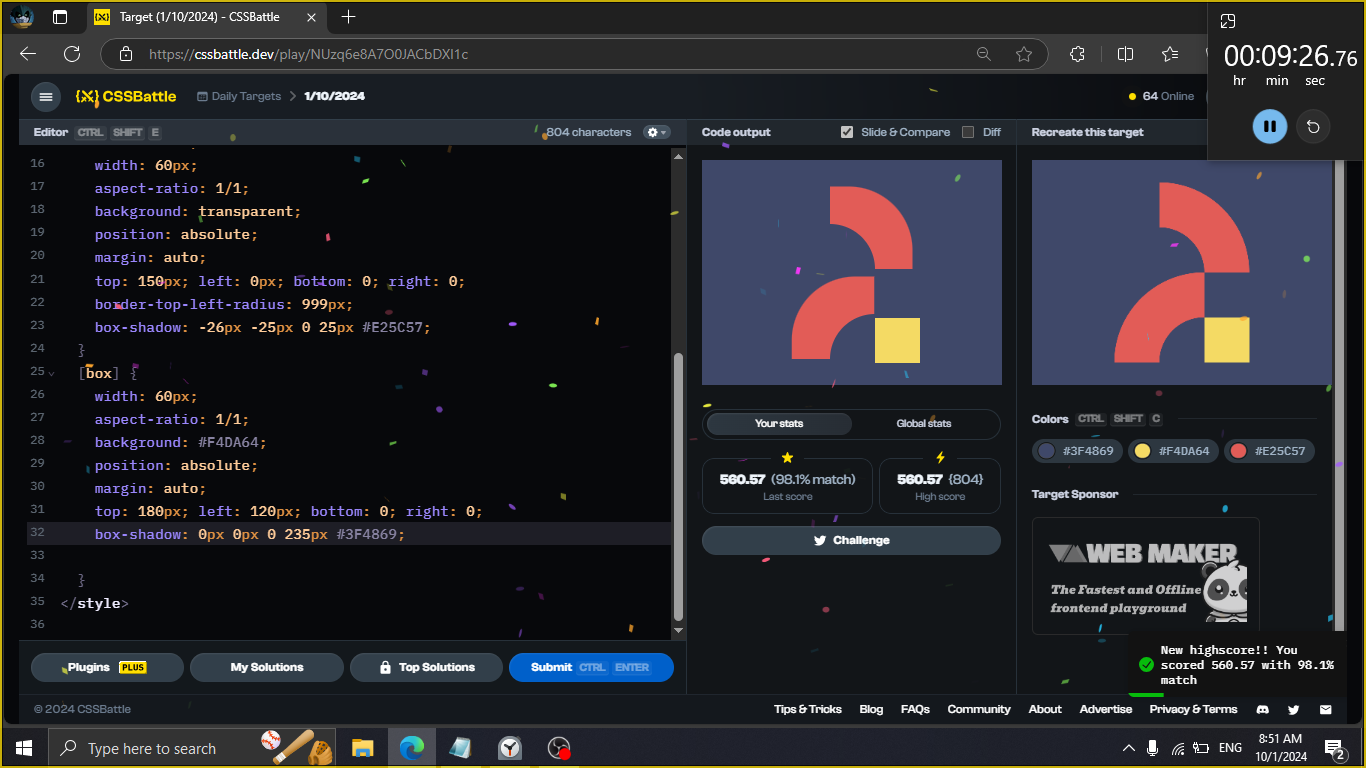 Target (1/10/2024) - CSSBattle
https://cssbattle.dev/play/NUzq6e8A7O0JACbDXI1c
00:09:26.76
hr min sec
CSSBattle
Daily Targets
1/10/2024
64 Online
Editor CTRL SHIFT E
804 characters
Code output
Slide & Compare
Diff
Recreate this target
16 width: 60px;
17 aspect-ratio: 1/1;
18 background: transparent;
19 position: absolute;
20 margin: auto;
21 top: 150px; left: 0px; bottom: 0; right: 0;
22 border-top-left-radius: 999px;
23 box-shadow: -26px -25px 0 25px #E25C57;
24 }
25 [box] {
26 width: 60px;
27 aspect-ratio: 1/1;
28 background: #F4DA64;
29 position: absolute;
30 margin: auto;
31 top: 180px; left: 120px; bottom: 0; right: 0;
32 box-shadow: 0px 0px 0 235px #3F4869;
33
34 }
35 </style>
36
Your stats
Global stats
560.57 (98.1% match)
Last score
560.57 {804}
High score
Challenge
Colors CTRL SHIFT C
#3F4869
#F4DA64
#E25C57
Target Sponsor
WEB MAKER
The Fastest and Offline
frontend playground
New highscore!! You
scored 560.57 with 98.1%
match
Plugins PLUS
My Solutions
Top Solutions
Submit CTRL ENTER
© 2024 CSSBattle
Tips & Tricks
Blog
FAQs
Community
About
Advertise
Privacy & Terms
Type here to search
ENG
8:51 AM
10/1/2024
2